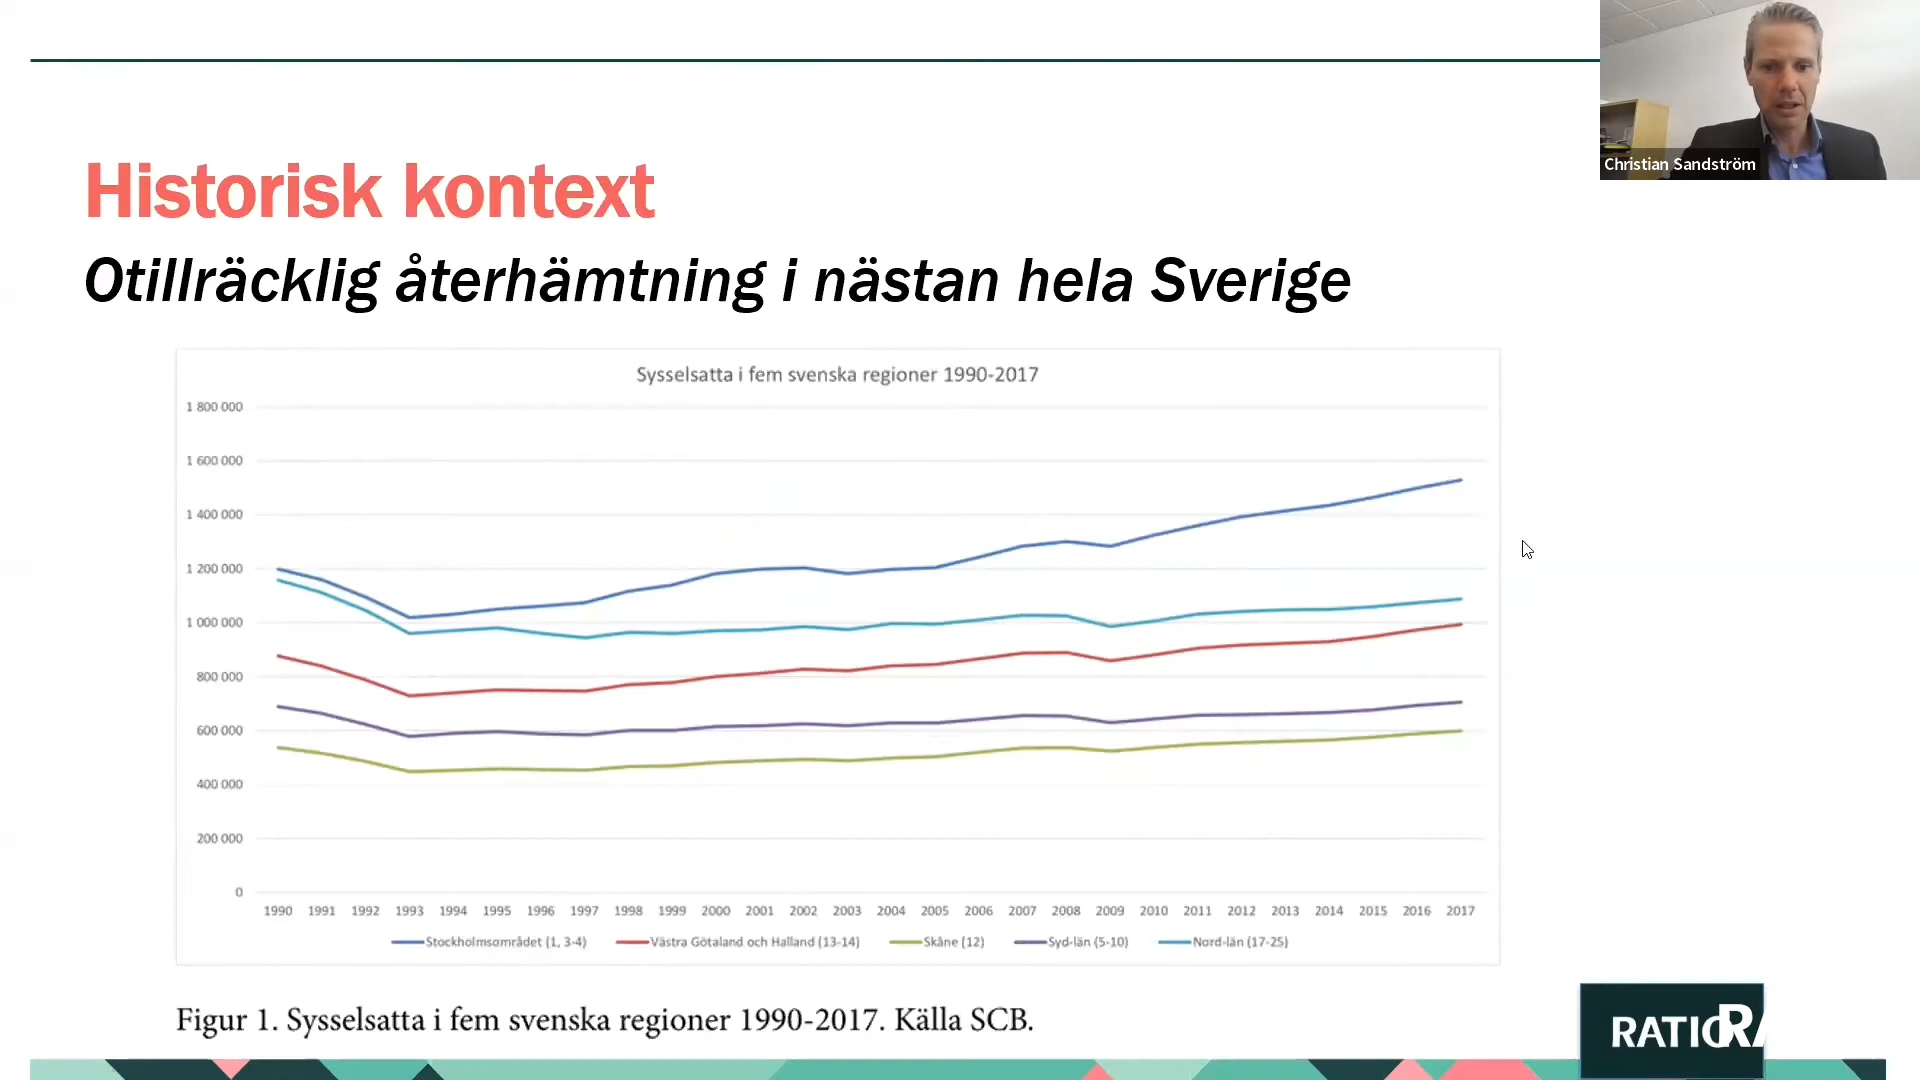 Christian Sandström
Historisk kontext
Otillräcklig återhämtning i nästan hela Sverige
Sysselsatta i fem svenska regioner 1990-2017
1 800 000
1 600 000
1 400 000
1 200 000
1 000 000
800 000
600 000
400 000
200 000
0
1990 1991 1992 1993 1994 1995 1996 1997 1998 1999 2000 2001 2002 2003 2004 2005 2006 2007 2008 2009 2010 2011 2012 2013 2014 2015 2016 2017
Stockholmsområdet (1, 3-4) Västra Götaland och Halland (13-14) Skåne (12) Syd-län (5-10) Nord-län (17-25)
Figur 1. Sysselsatta i fem svenska regioner 1990-2017. Källa SCB.
RATIO